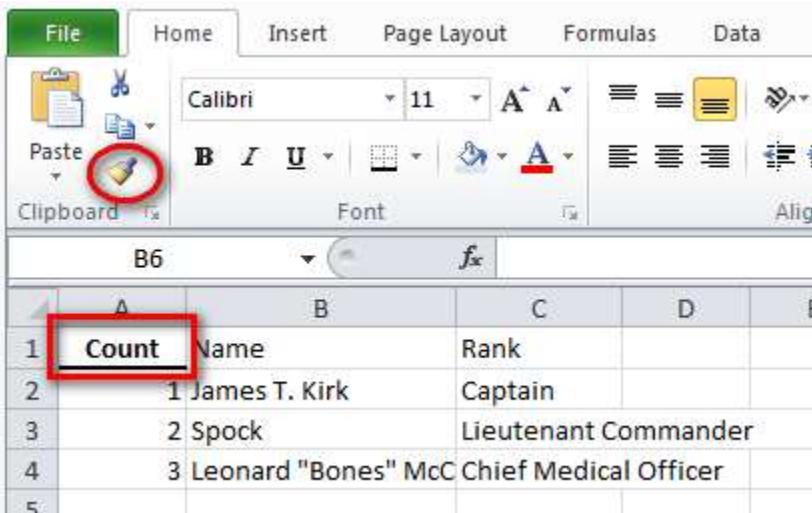 File Home Insert Page Layout Formulas Data
Calibri 11 A A
Paste B I U A
Clipboard Font
B6 fx
A B C D
1 Count Name Rank
2 1 James T. Kirk Captain
3 2 Spock Lieutenant Commander
4 3 Leonard "Bones" McC Chief Medical Officer
5